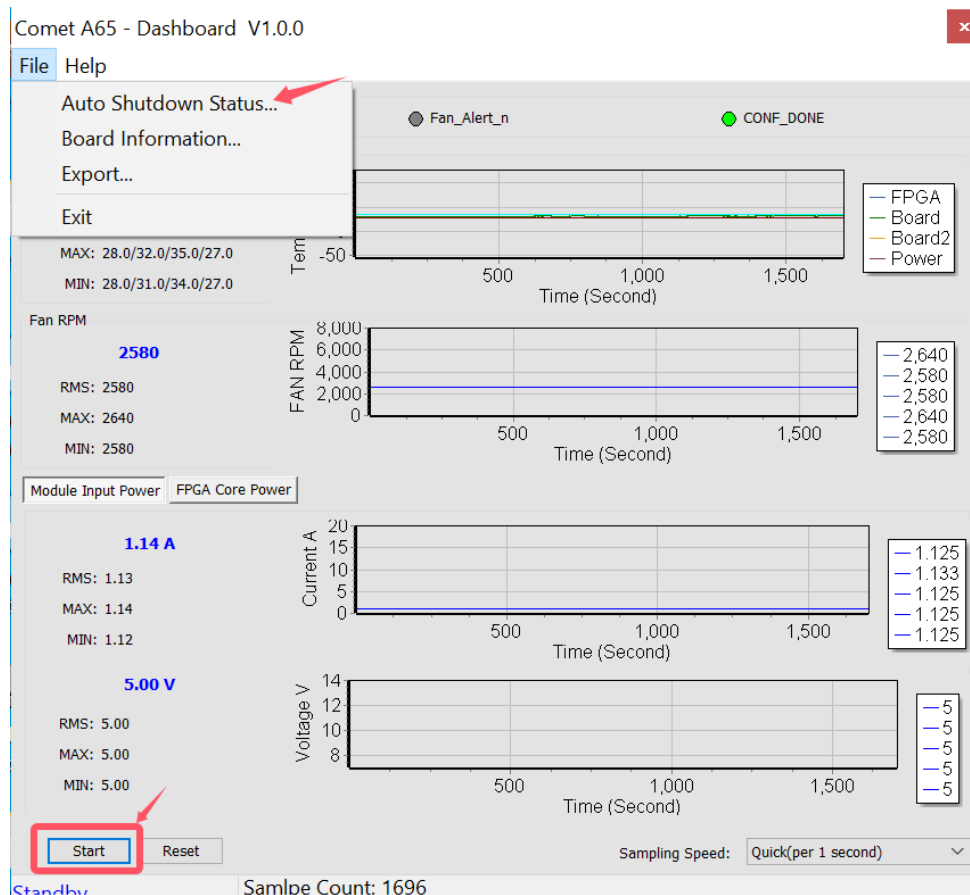 Comet A65 - Dashboard V1.0.0
×
File Help
Auto Shutdown Status...
Board Information...
Export...
Exit
Fan_Alert_n
CONF_DONE
MAX: 28.0/32.0/35.0/27.0
MIN: 28.0/31.0/34.0/27.0
Tem
-50
500 1,000 1,500
Time (Second)
FPGA
Board
Board2
Power
Fan RPM
2580
RMS: 2580
MAX: 2640
MIN: 2580
FAN RPM
8,000
6,000
4,000
2,000
0
500 1,000 1,500
Time (Second)
2,640
2,580
2,580
2,640
2,580
Module Input Power FPGA Core Power
1.14 A
RMS: 1.13
MAX: 1.14
MIN: 1.12
Current A
20
15
10
5
0
500 1,000 1,500
Time (Second)
1.125
1.133
1.125
1.125
1.125
5.00 V
RMS: 5.00
MAX: 5.00
MIN: 5.00
Voltage V
14
12
10
8
500 1,000 1,500
Time (Second)
5
5
5
5
5
Start Reset
Sampling Speed: Quick(per 1 second)
Standby
Samlpe Count: 1696